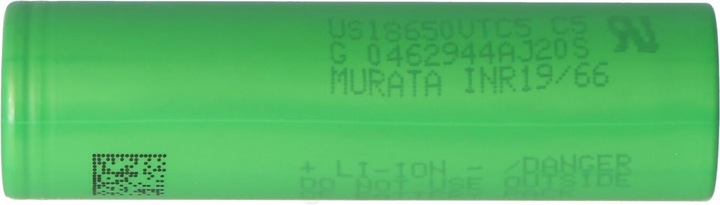 US18650VTC5 C5
G 0462944AJ20S
MURATA INR19/66
+ LI-ION - /DANGER
DO NOT USE OUTSIDE